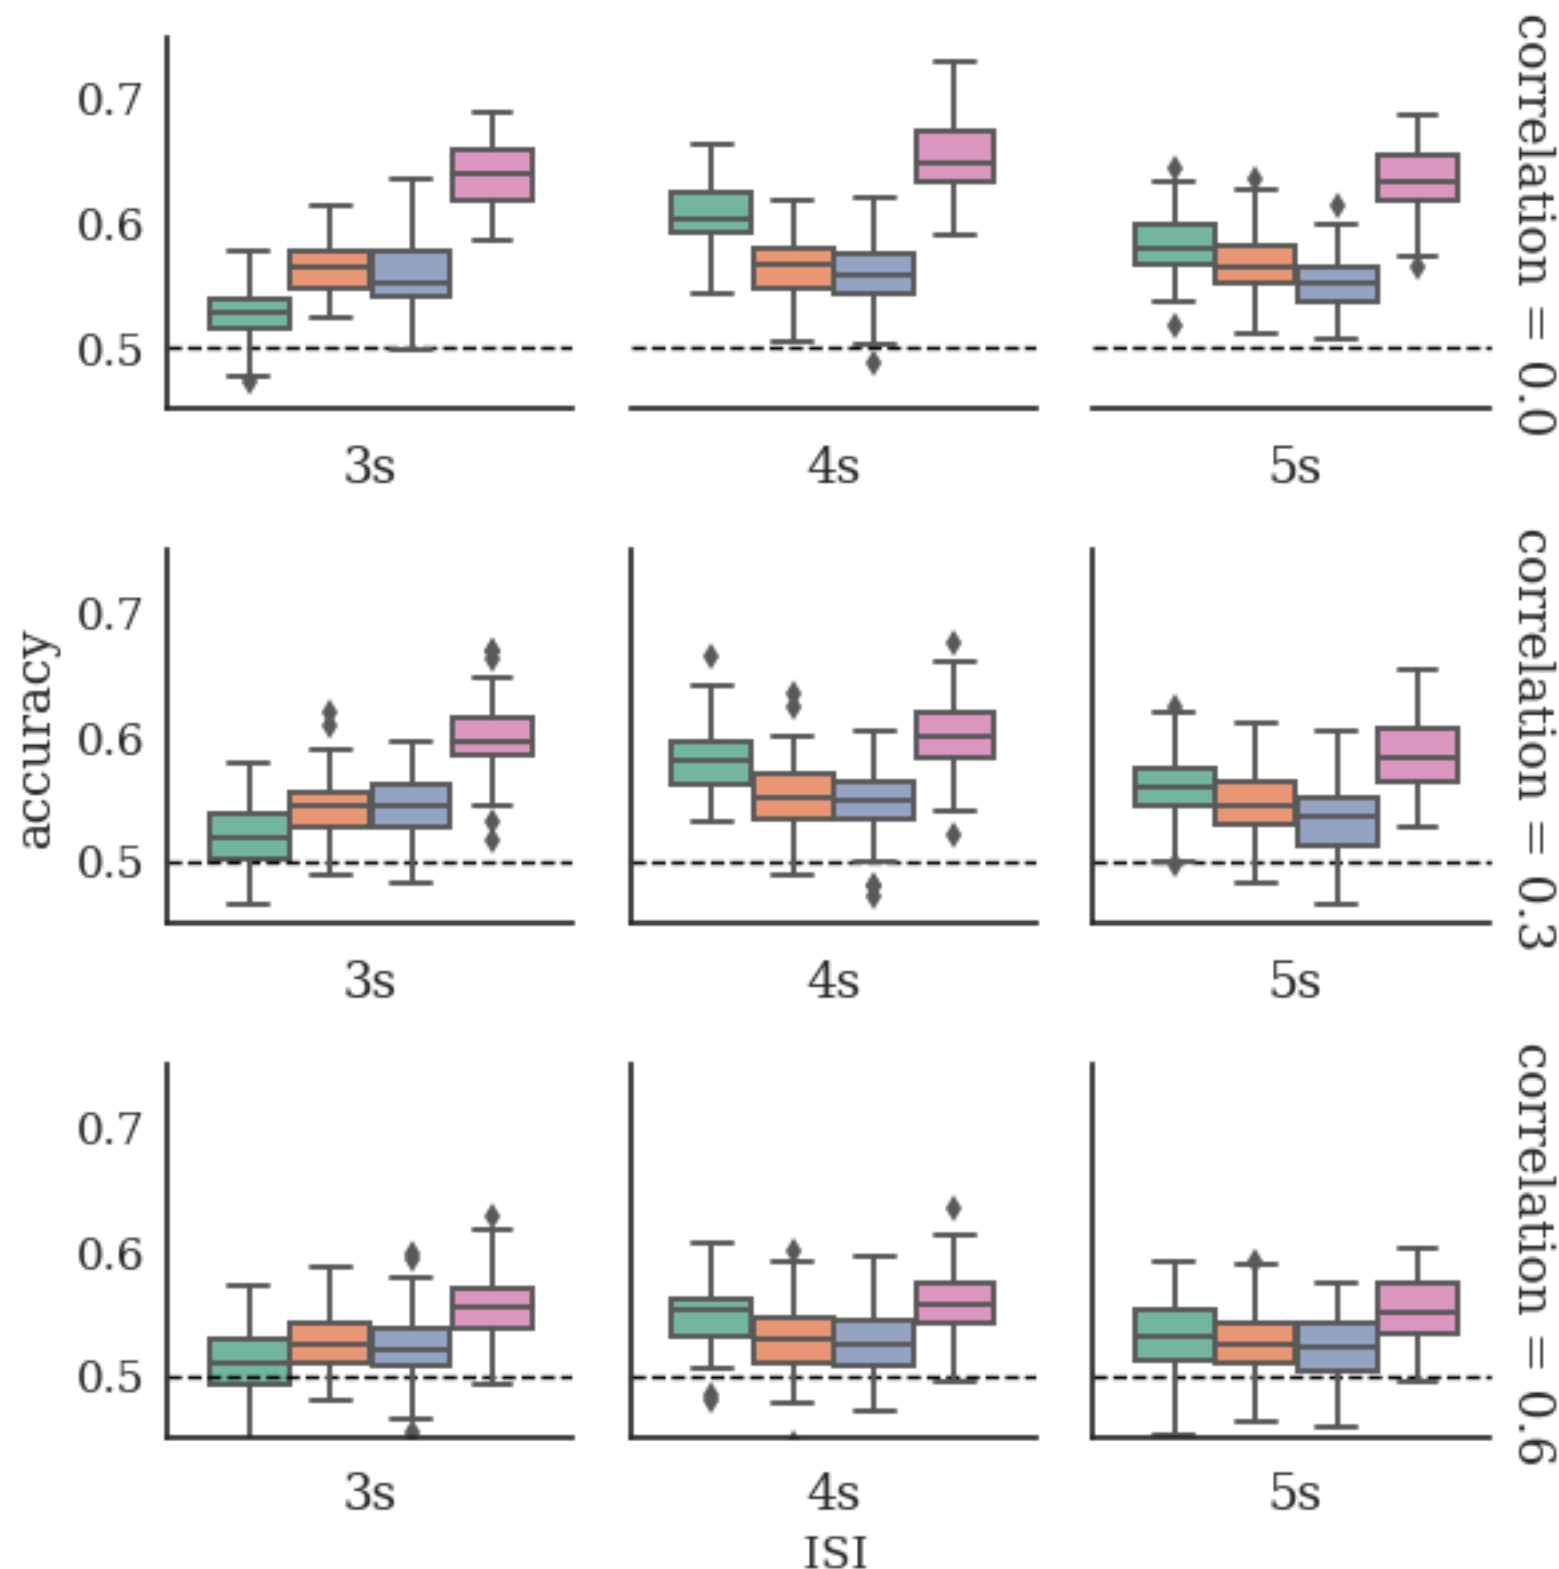 0.7
0.6
0.5
3s
4s
5s
correlation = 0.0
accuracy
0.7
0.6
0.5
3s
4s
5s
correlation = 0.3
0.7
0.6
0.5
3s
4s
5s
correlation = 0.6
ISI